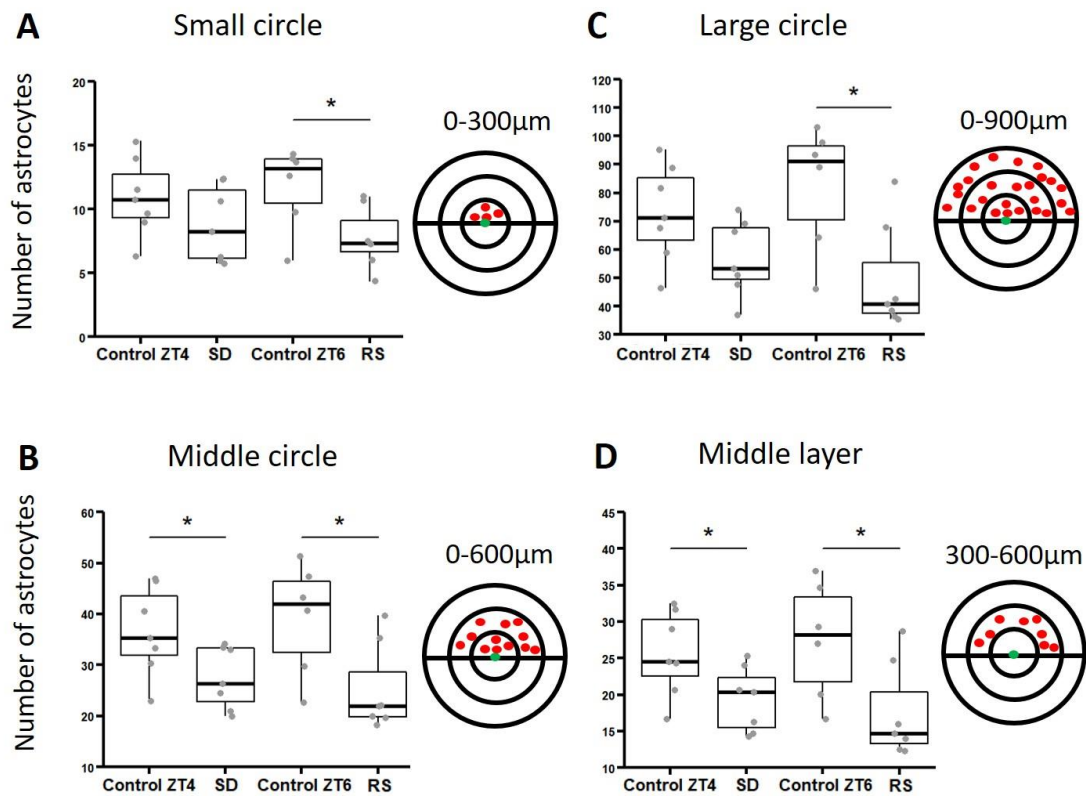 A
Small circle
Number of astrocytes
20
15
10
5
0
Control ZT4
SD
Control ZT6
RS
*
0-300µm
C
Large circle
120
110
100
90
80
70
60
50
40
30
Control ZT4
SD
Control ZT6
RS
*
0-900µm
B
Middle circle
Number of astrocytes
60
50
40
30
20
10
Control ZT4
SD
Control ZT6
RS
*
*
0-600µm
D
Middle layer
45
40
35
30
25
20
15
10
Control ZT4
SD
Control ZT6
RS
*
*
300-600µm